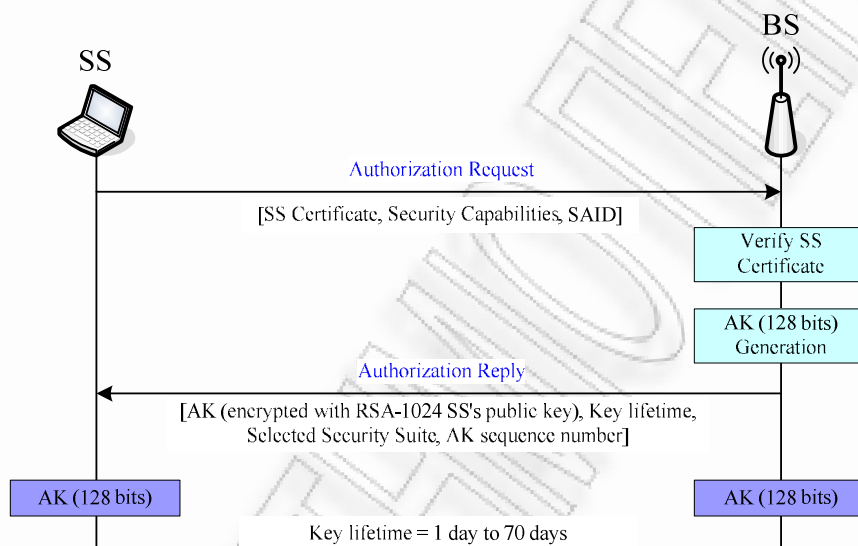 BS
SS
Authorization Request
[SS Certificate, Security Capabilities, SAID]
Verify SS
Certificate
AK (128 bits)
Generation
Authorization Reply
[AK (encrypted with RSA-1024 SS's public key), Key lifetime,
Selected Security Suite, AK sequence number]
AK (128 bits)
AK (128 bits)
Key lifetime = 1 day to 70 days